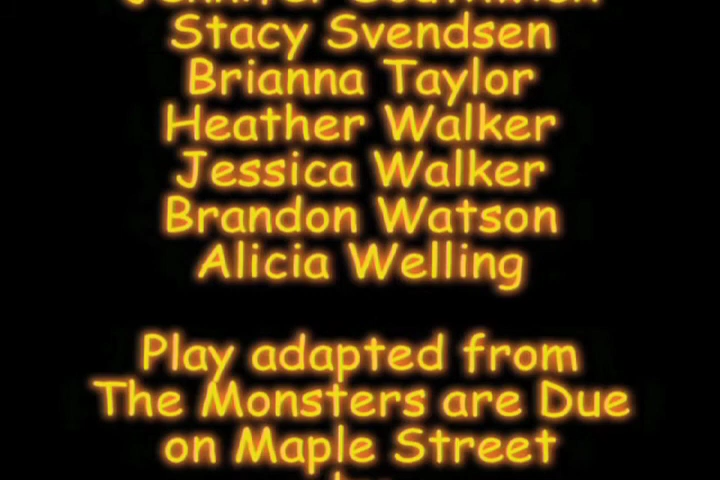 Stacy Svendsen
Brianna Taylor
Heather Walker
Jessica Walker
Brandon Watson
Alicia Welling
Play adapted from
The Monsters are Due
on Maple Street